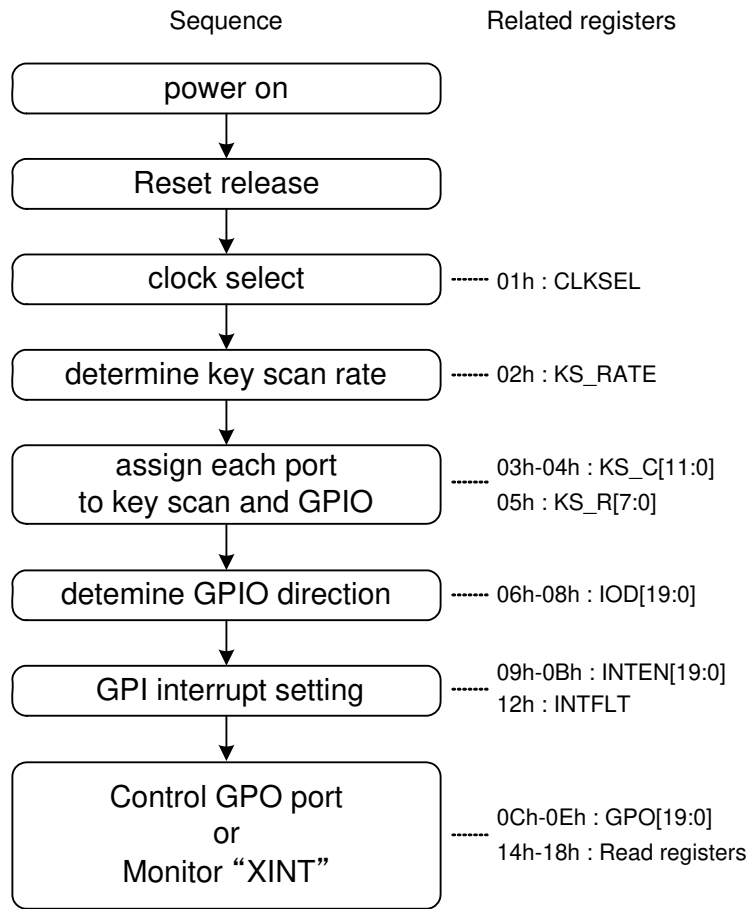 Sequence Related registers
power on
Reset release
clock select 01h : CLKSEL
determine key scan rate 02h : KS_RATE
assign each port
to key scan and GPIO
03h-04h : KS_C[11:0]
05h : KS_R[7:0]
detemine GPIO direction 06h-08h : IOD[19:0]
GPI interrupt setting
09h-0Bh : INTEN[19:0]
12h : INTFLT
Control GPO port
or
Monitor “XINT”
0Ch-0Eh : GPO[19:0]
14h-18h : Read registers